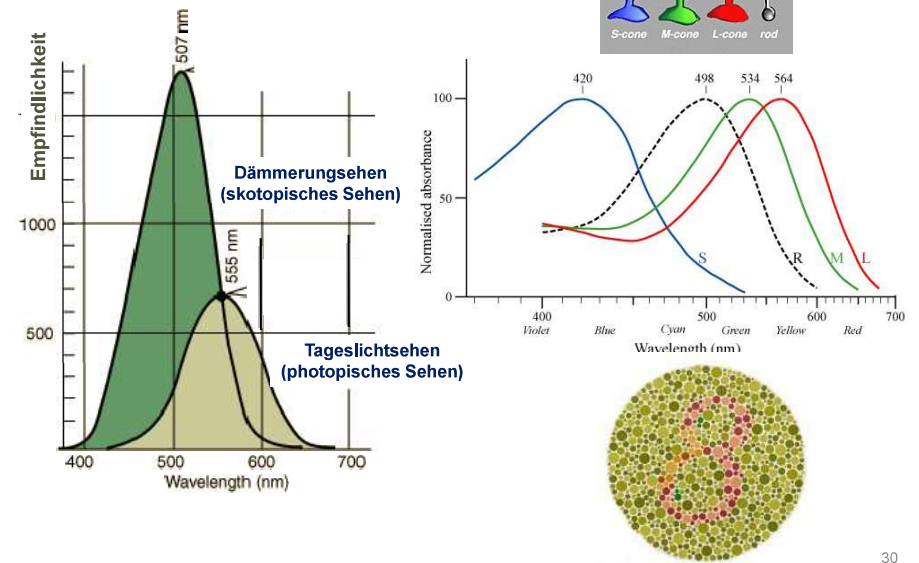 Empfindlichkeit
507 nm
Dämmerungsehen
(skotopisches Sehen)
1000
555 nm
500
Tageslichtsehen
(photopisches Sehen)
400 500 600 700
Wavelength (nm)
S-cone M-cone L-cone rod
420 498 534 564
100
Normalised absorbance
50
S R M L
0
400 500 600 700
Violet Blue Cyan Green Yellow Red
Wavelength (nm)
8
30